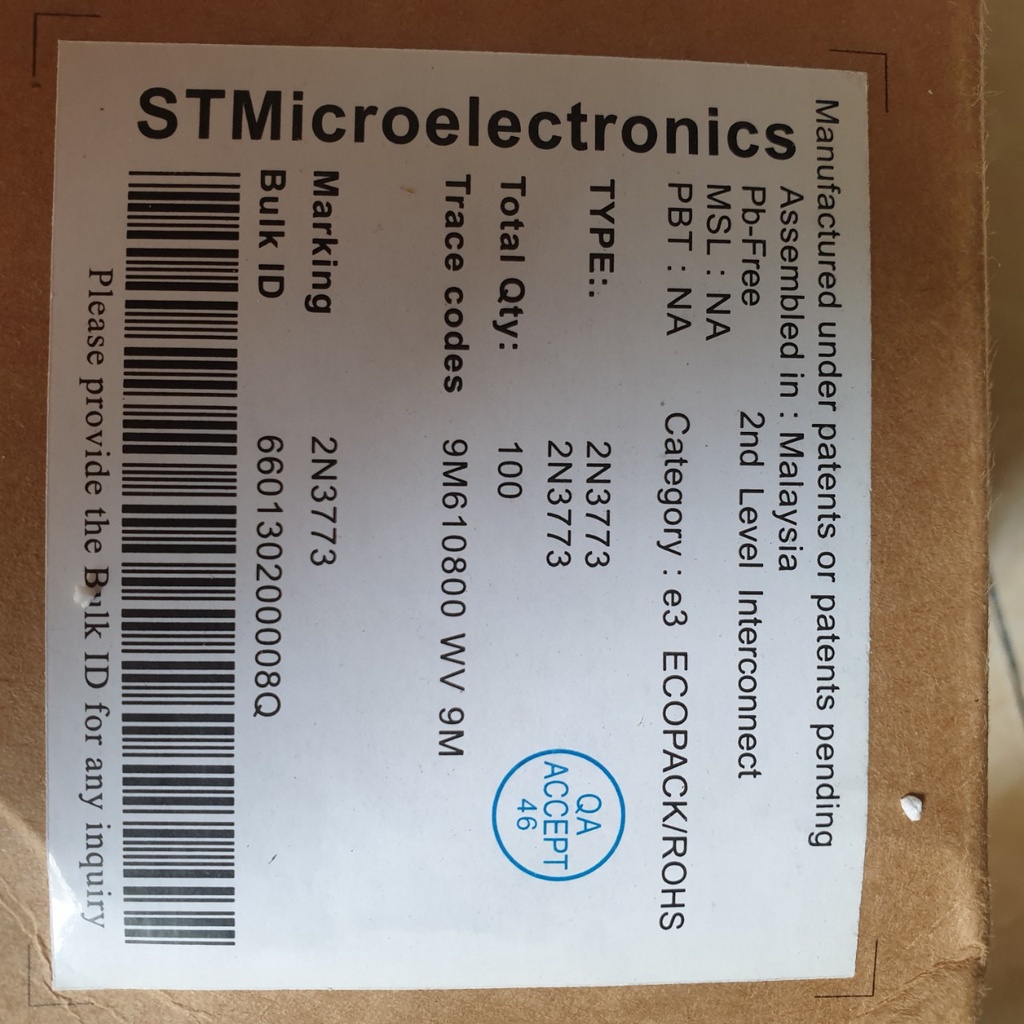 Manufactured under patents or patents pending
Assembled in : Malaysia
Pb-Free 2nd Level Interconnect
MSL : NA
PBT : NA Category : e3 ECOPACK/ROHS
TYPE:. 2N3773
2N3773
Total Qty: 100
Trace codes 9M610800 WV 9M
Marking 2N3773
Bulk ID 660130200008Q
Please provide the Bulk ID for any inquiry
STMicroelectronics
QA
ACCEPT
46